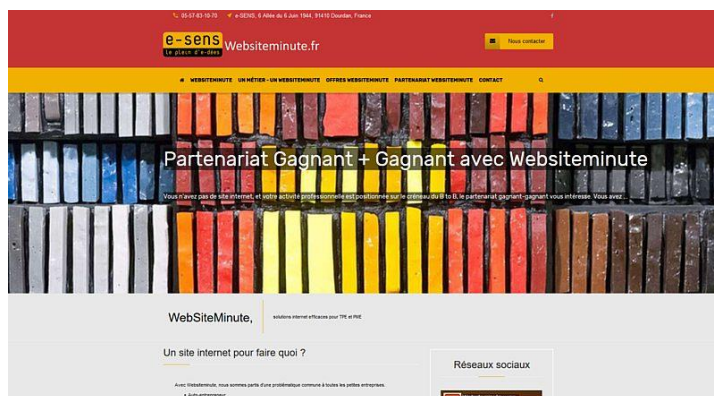 05-57-83-10-70 e-SENS, 6 Allée du 6 Juin 1944, 91410 Dourdan, France
e-sens
Le plein d'e-dées
Websiteminute.fr
Nous contacter
WEBSITEMINUTE UN MÉTIER - UN WEBSITEMINUTE OFFRES WEBSITEMINUTE PARTENARIAT WEBSITEMINUTE CONTACT
Partenariat Gagnant + Gagnant avec Websiteminute
Vous n'avez pas de site internet, et votre activité professionnelle est positionnée sur le créneau du B to B, le partenariat gagnant-gagnant vous intéresse. Vous avez ...
WebSiteMinute,
solutions internet efficaces pour TPE et PME
Un site internet pour faire quoi ?
Réseaux sociaux
Avec Websiteminute, nous sommes partis d'une problématique commune à toutes les petites entreprises.
Auto-entrepreneur